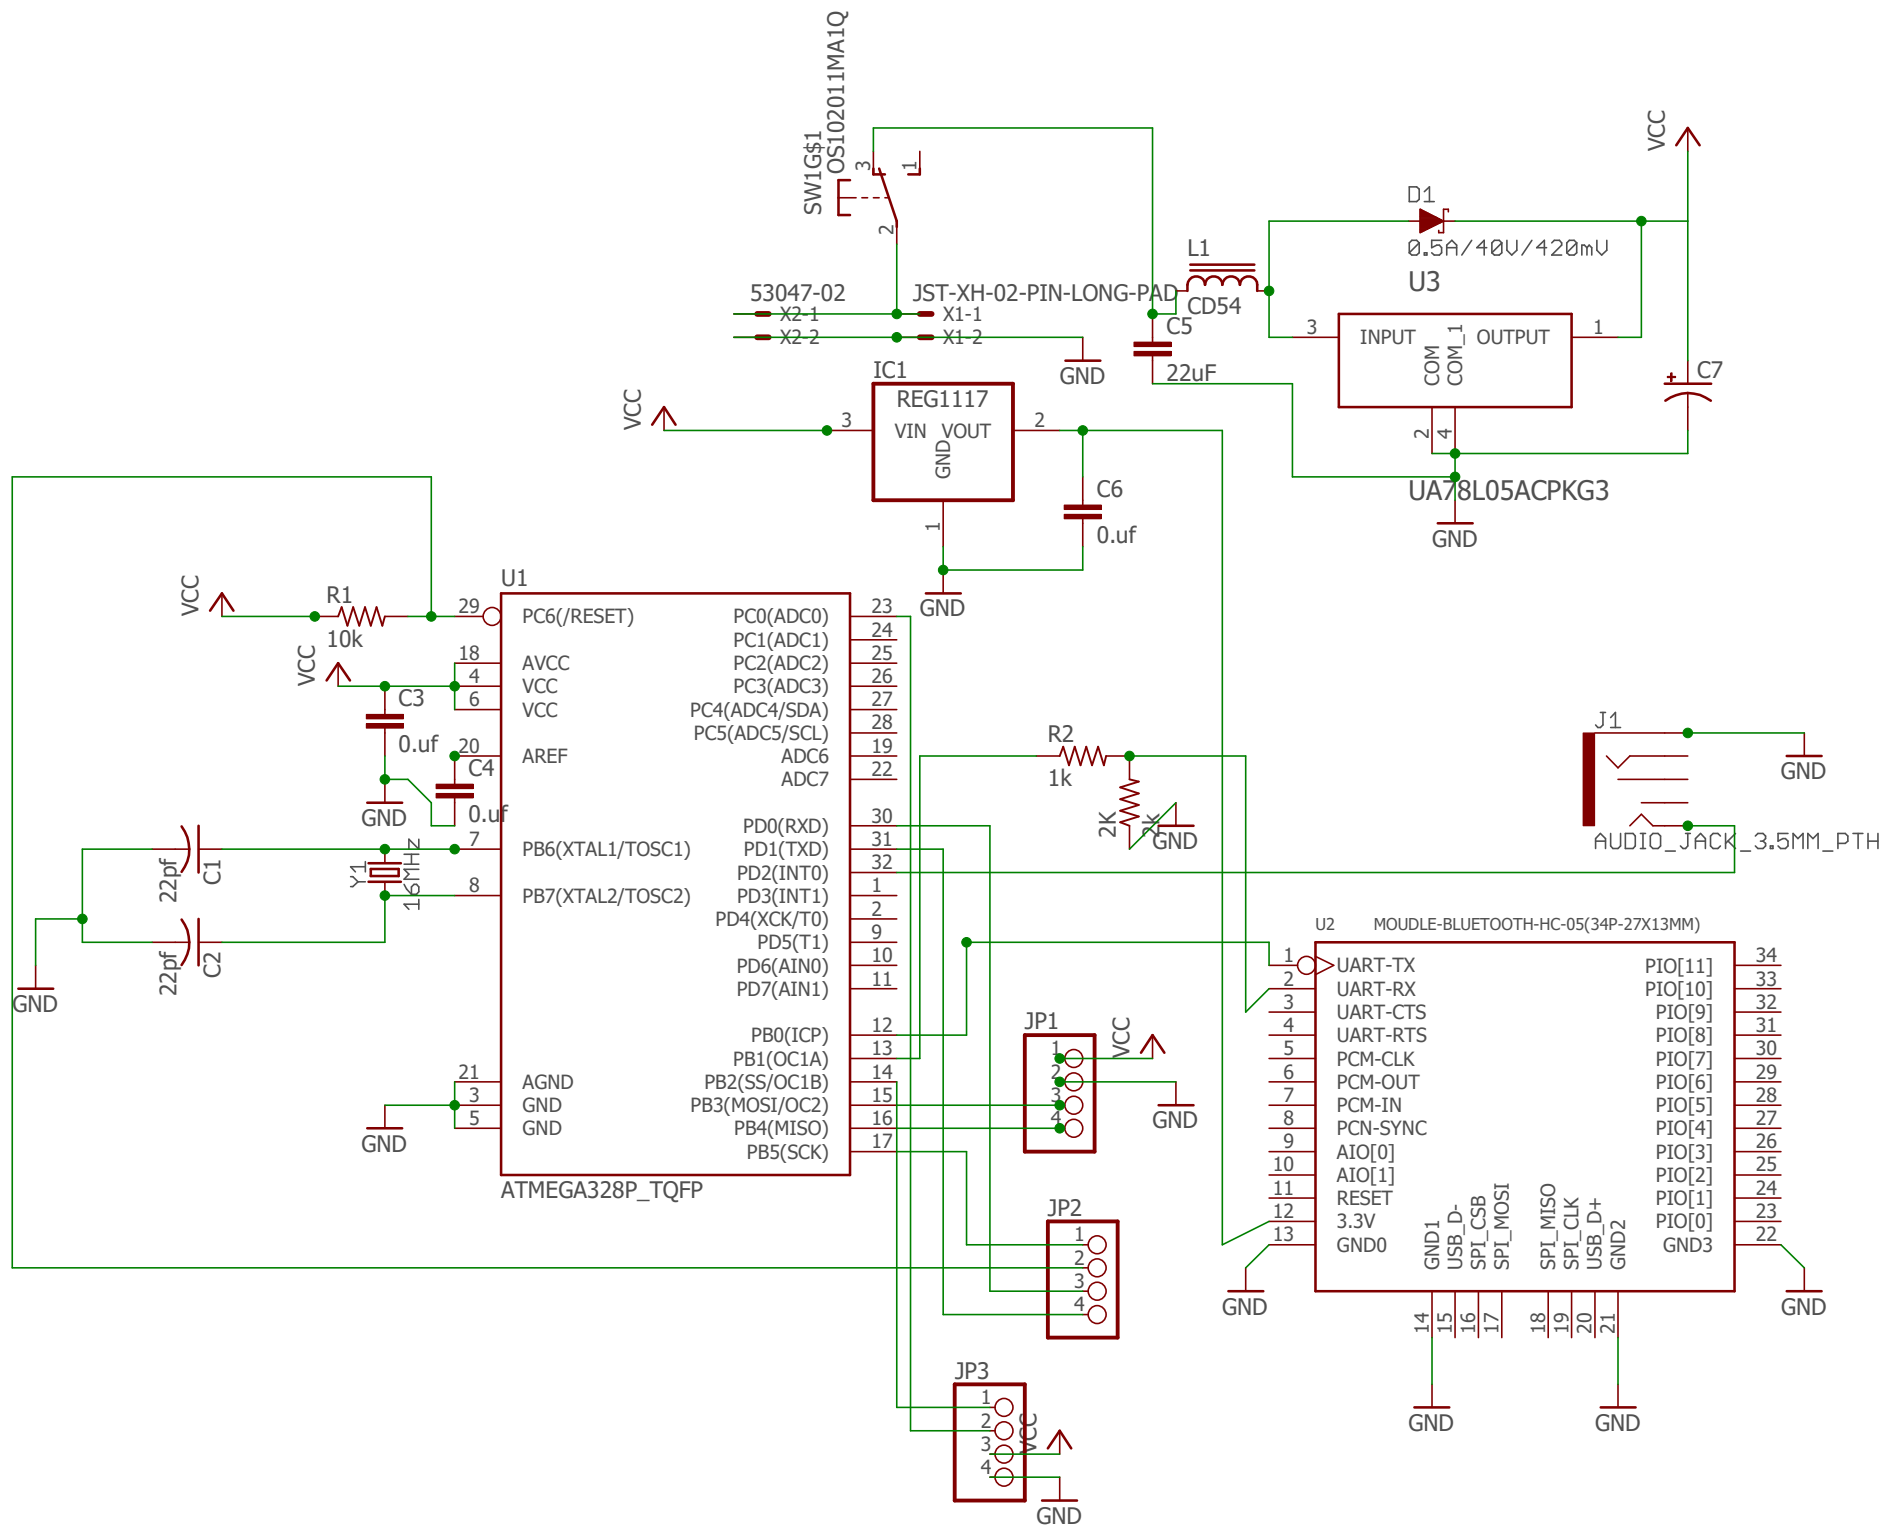 SW1G$1
OS102011MA1Q
3
1
2
VCC
D1
0.5A/40V/420mV
U3
L1
CD54
53047-02
JST-XH-02-PIN-LONG-PAD
X2-1
X1-1
X2-2
X1-2
GND
C5
22uF
3
INPUT
COM
COM_1
OUTPUT
1
2
4
C7
UA78L05ACPKG3
GND
IC1
REG1117
VCC
3
VIN
VOUT
2
GND
1
C6
0.uf
GND
U1
VCC
R1
10k
29
PC6(/RESET)
VCC
18
AVCC
4
VCC
6
VCC
C3
0.uf
20
AREF
C4
0.uf
GND
22pf
C1
Y1
16MHz
7
PB6(XTAL1/TOSC1)
8
PB7(XTAL2/TOSC2)
22pf
C2
GND
21
AGND
3
GND
5
GND
GND
PC0(ADC0)
23
PC1(ADC1)
24
PC2(ADC2)
25
PC3(ADC3)
26
PC4(ADC4/SDA)
27
PC5(ADC5/SCL)
28
ADC6
19
ADC7
22
PD0(RXD)
30
PD1(TXD)
31
PD2(INT0)
32
PD3(INT1)
1
PD4(XCK/T0)
2
PD5(T1)
9
PD6(AIN0)
10
PD7(AIN1)
11
PB0(ICP)
12
PB1(OC1A)
13
PB2(SS/OC1B)
14
PB3(MOSI/OC2)
15
PB4(MISO)
16
PB5(SCK)
17
ATMEGA328P_TQFP
R2
1k
2K
2K
GND
J1
GND
AUDIO_JACK_3.5MM_PTH
JP1
1
2
3
4
VCC
GND
JP2
1
2
3
4
JP3
1
2
3
4
VCC
GND
U2
MOUDLE-BLUETOOTH-HC-05(34P-27X13MM)
1
UART-TX
2
UART-RX
3
UART-CTS
4
UART-RTS
5
PCM-CLK
6
PCM-OUT
7
PCM-IN
8
PCN-SYNC
9
AIO[0]
10
AIO[1]
11
RESET
12
3.3V
13
GND0
PIO[11]
34
PIO[10]
33
PIO[9]
32
PIO[8]
31
PIO[7]
30
PIO[6]
29
PIO[5]
28
PIO[4]
27
PIO[3]
26
PIO[2]
25
PIO[1]
24
PIO[0]
23
GND3
22
GND1
USB_D-
SPI_CSB
SPI_MOSI
SPI_MISO
SPI_CLK
USB_D+
GND2
14
15
16
17
18
19
20
21
GND
GND
GND
GND